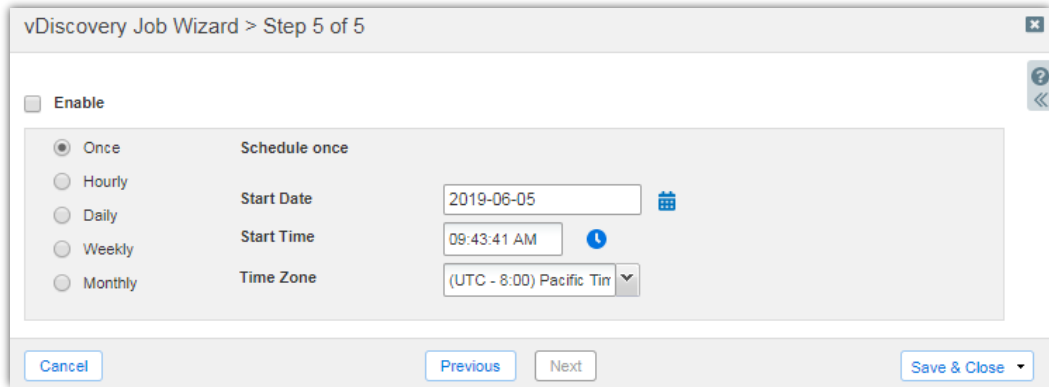 vDiscovery Job Wizard > Step 5 of 5
Enable
Once
Schedule once
Hourly
Start Date
2019-06-05
Daily
Start Time
09:43:41 AM
Weekly
Time Zone
(UTC - 8:00) Pacific Tim
Monthly
Cancel
Previous
Next
Save & Close